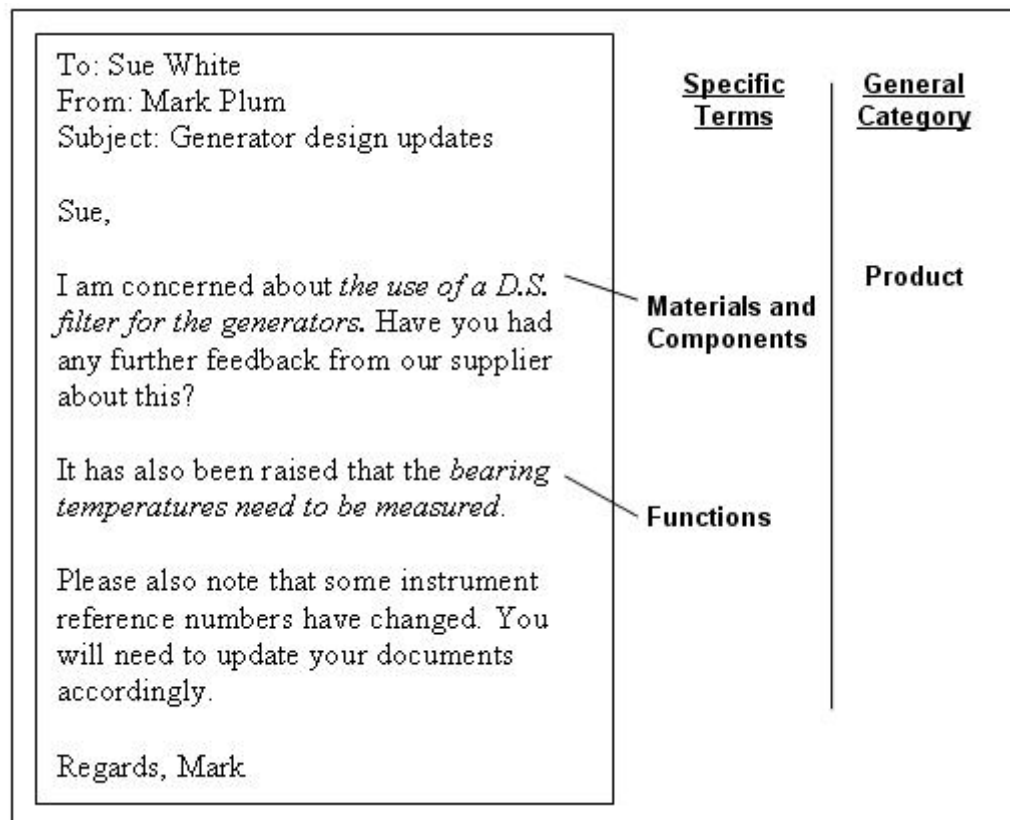 To: Sue White
From: Mark Plum
Subject: Generator design updates
Sue,
I am concerned about the use of a D.S.
filter for the generators. Have you had
any further feedback from our supplier
about this?
It has also been raised that the bearing
temperatures need to be measured.
Please also note that some instrument
reference numbers have changed. You
will need to update your documents
accordingly.
Regards, Mark
Specific
Terms
Materials and
Components
Functions
General
Category
Product